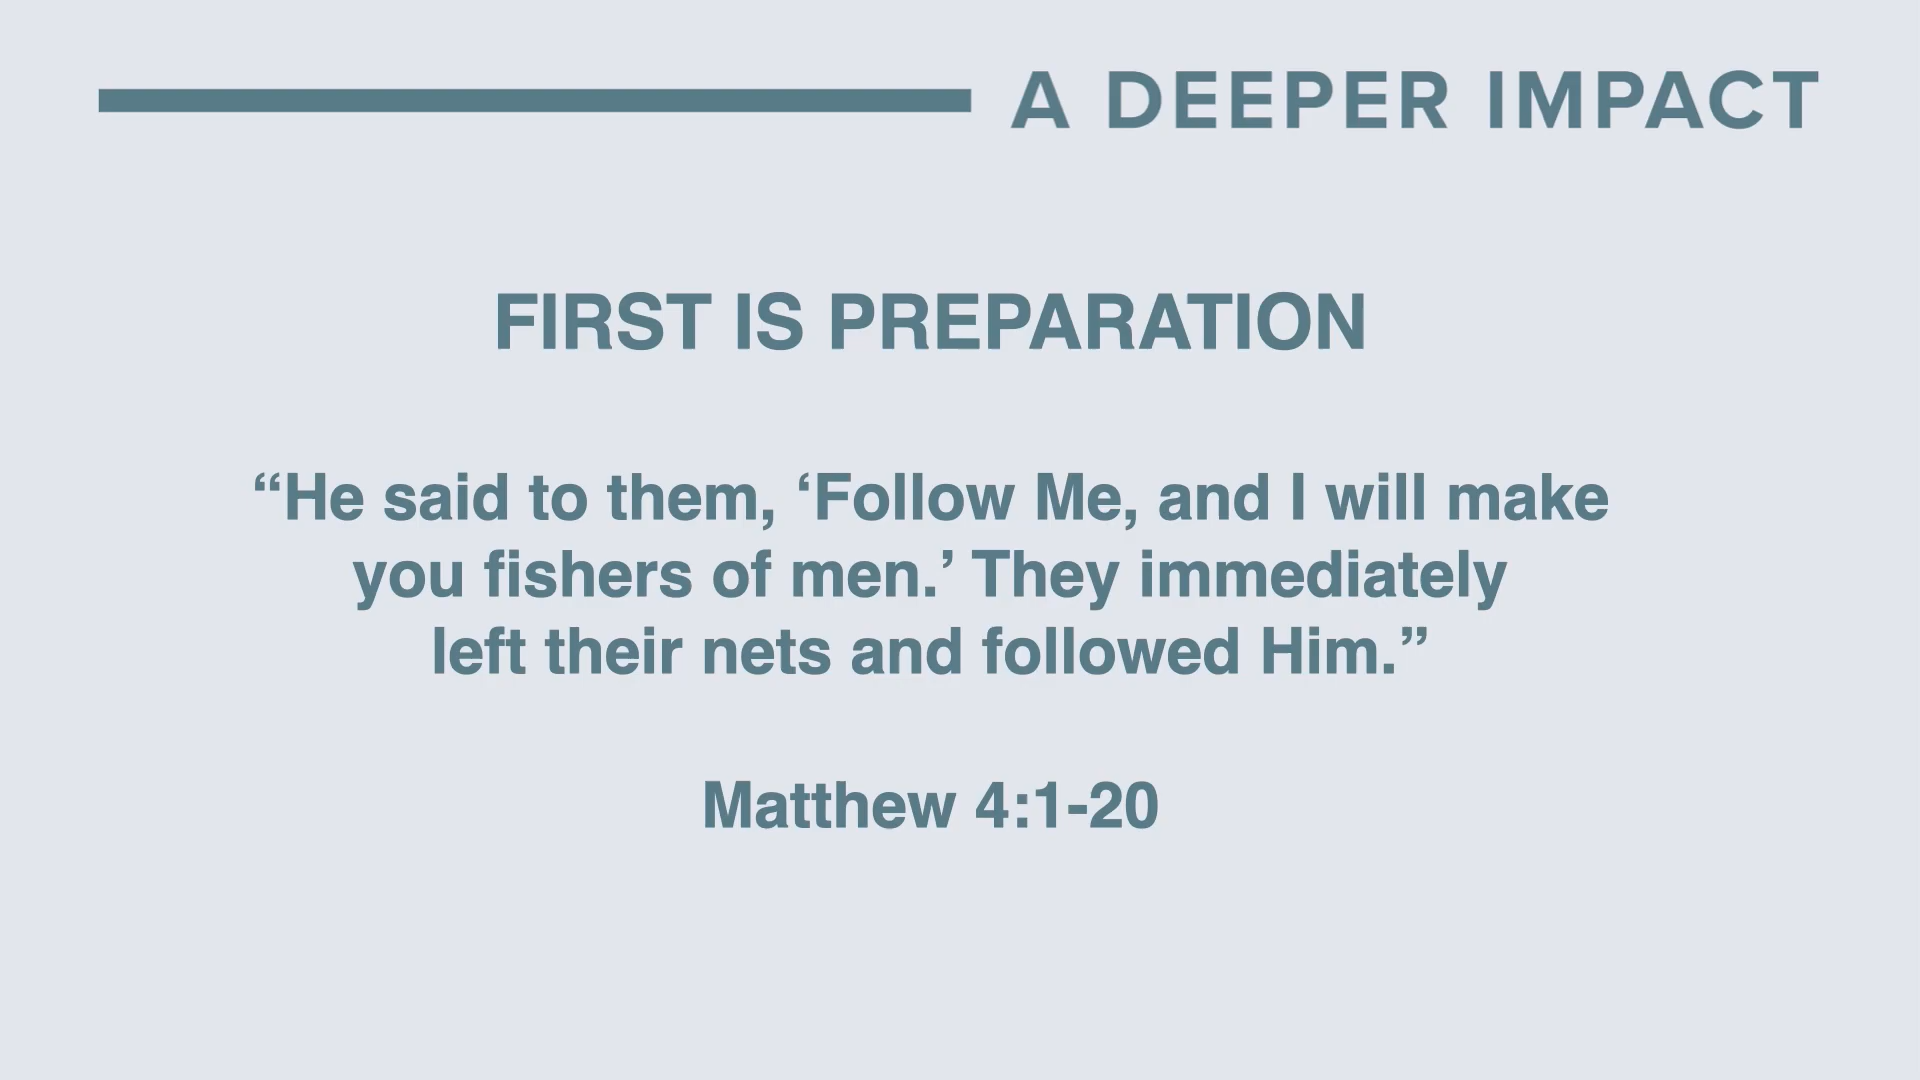 A DEEPER IMPACT
FIRST IS PREPARATION
“He said to them, ‘Follow Me, and I will make
you fishers of men.’ They immediately
left their nets and followed Him.”
Matthew 4:1-20